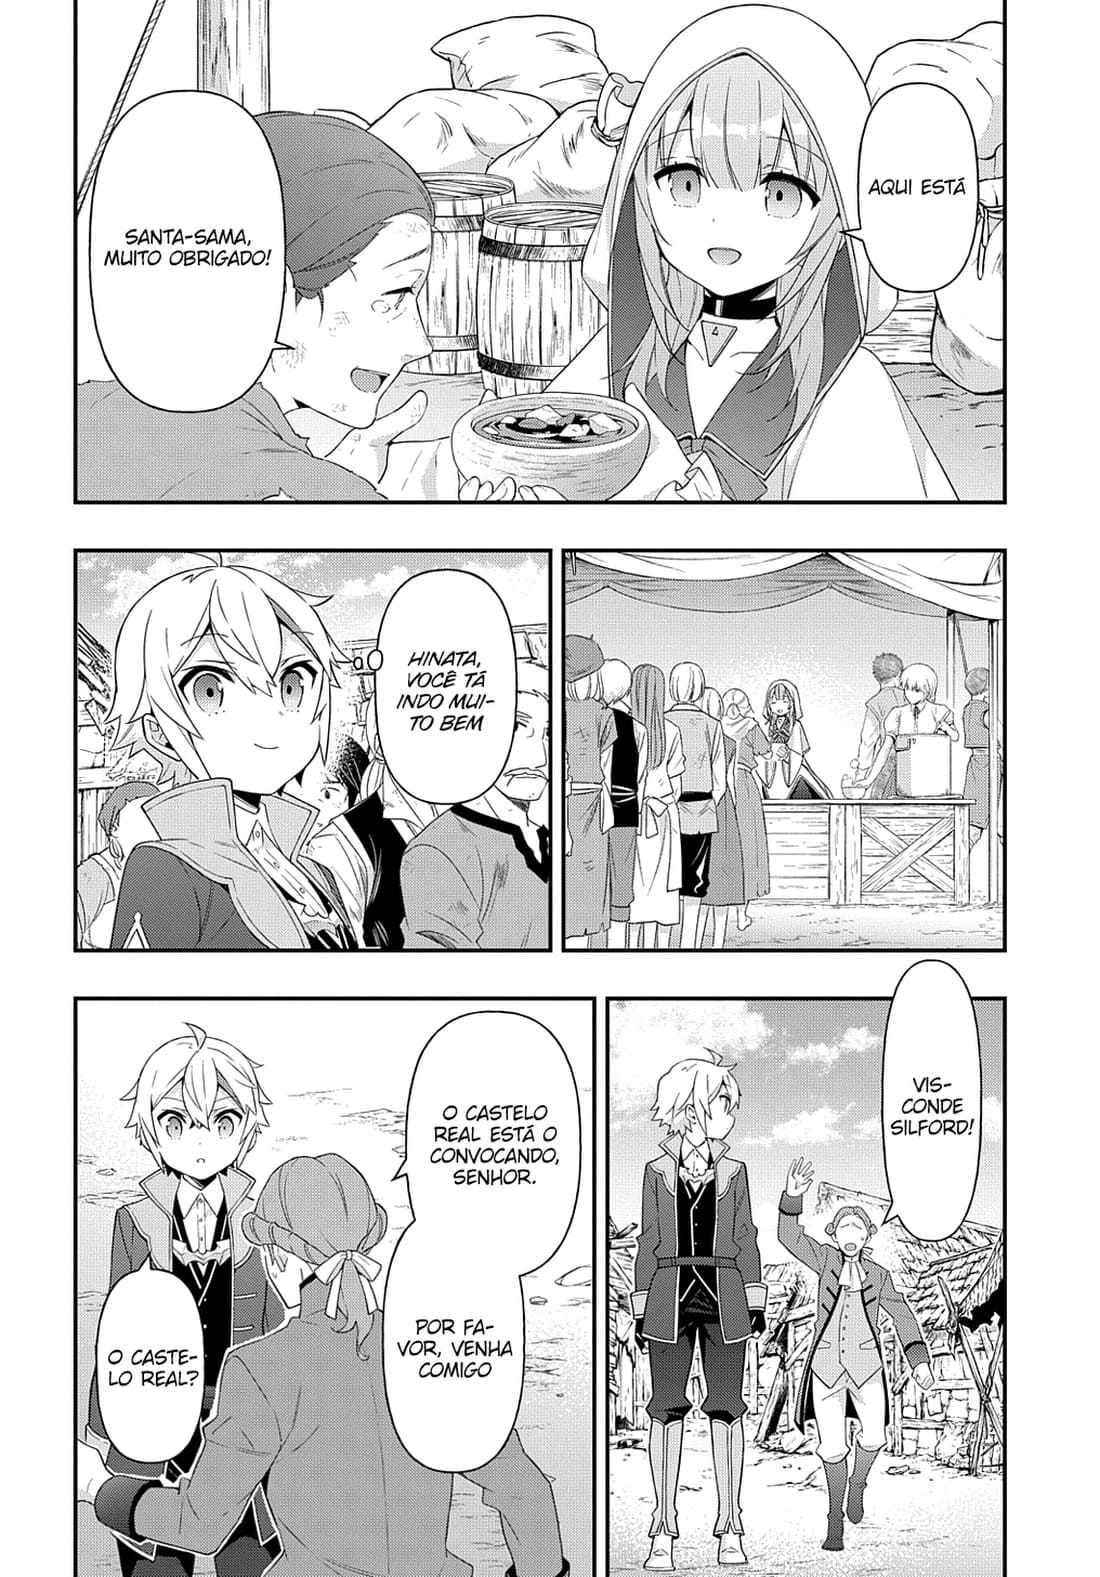 AQUI ESTÁ
4
SANTA-SAMA,
MUITO OBRIGADO!
HINATA,
VOCÊ TÁ
INDO MUI-
TO BEM
VIS-
CONDE
SILFORD!
O CASTELO
REAL ESTÁ O
CONVOCANDO,
SENHOR.
POR FA-
VOR, VENHA
COMIGO
O CASTE-
LO REAL?